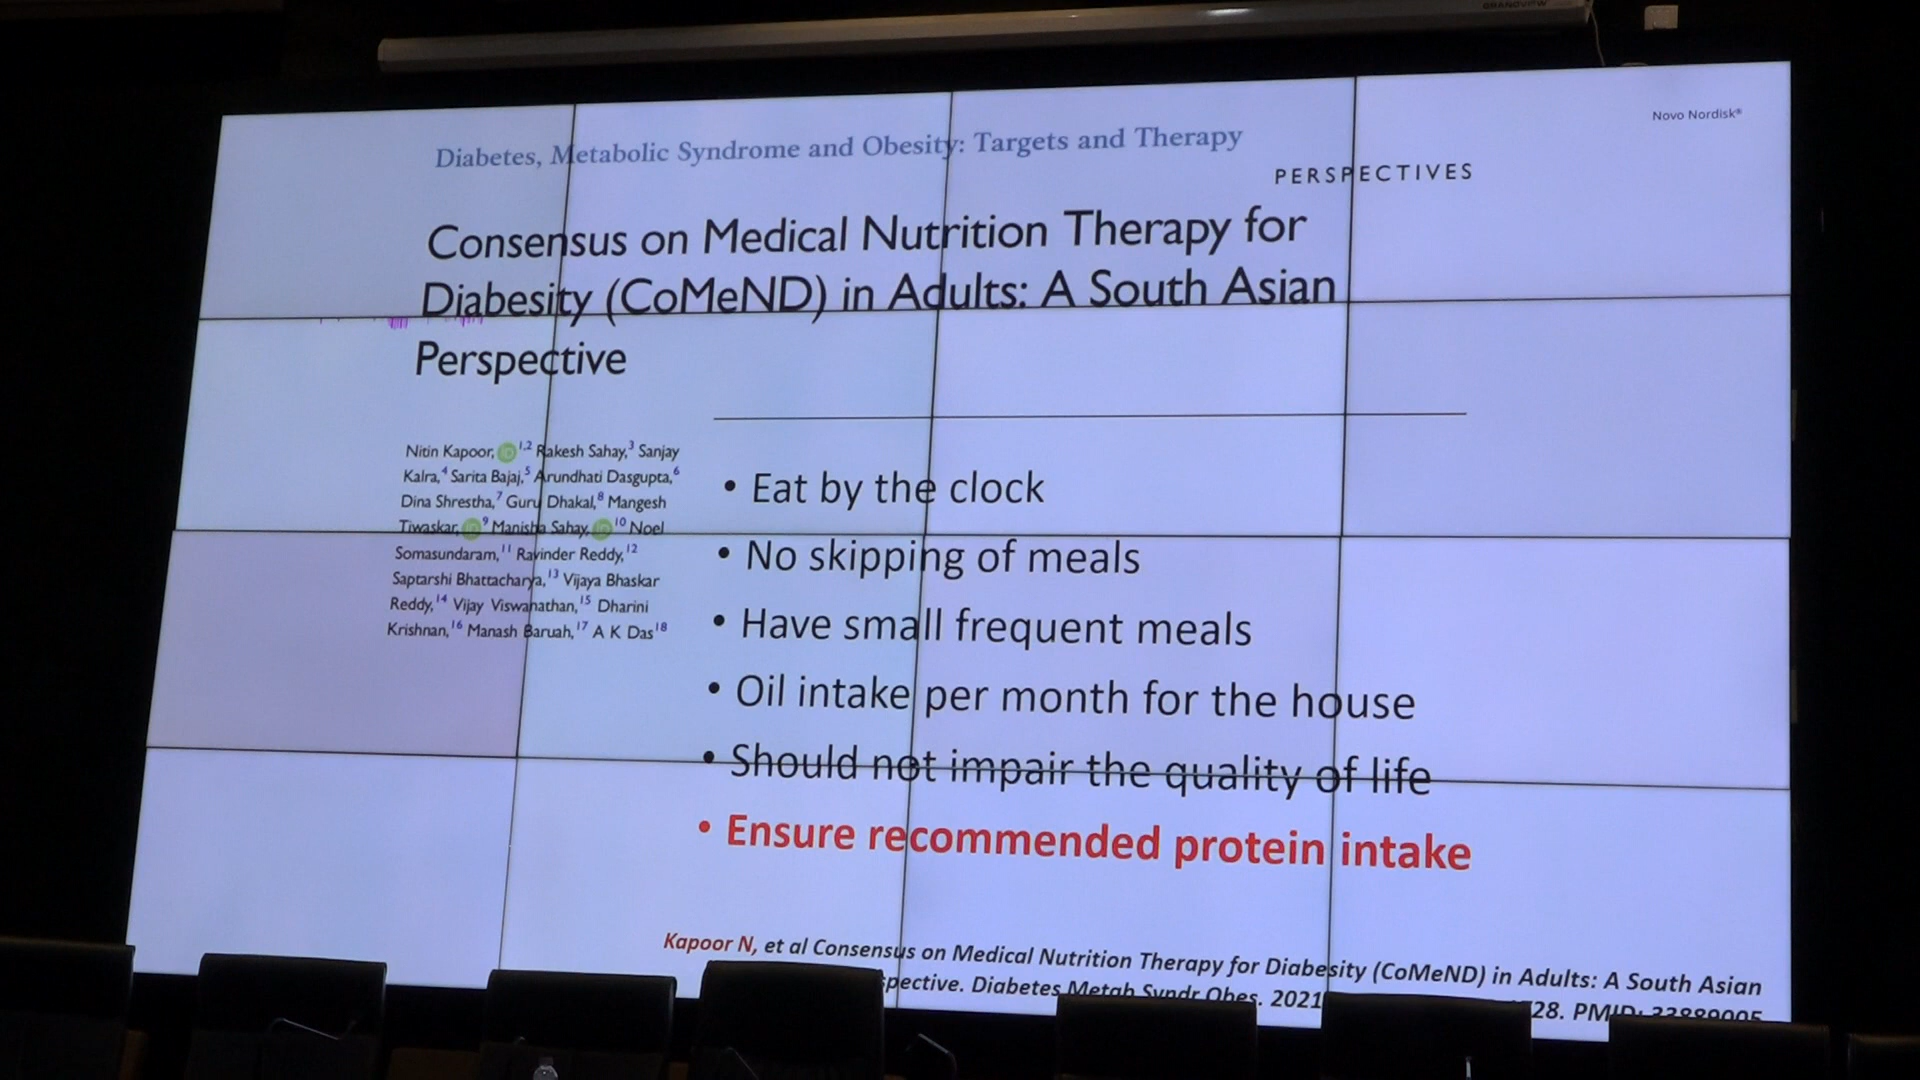 GRANDVIEW
Novo Nordisk®
Diabetes, Metabolic Syndrome and Obesity: Targets and Therapy
PERSPECTIVES
Consensus on Medical Nutrition Therapy for
Diabesity (CoMeND) in Adults: A South Asian
Perspective
Nitin Kapoor, iD 1,2 Rakesh Sahay,3 Sanjay
Kalra,4 Sarita Bajaj,5 Arundhati Dasgupta,6
Dina Shrestha,7 Guru Dhakal,8 Mangesh
Tiwaskar, iD 9 Manisha Sahay, iD 10 Noel
Somasundaram,11 Ravinder Reddy,12
Saptarshi Bhattacharya,13 Vijaya Bhaskar
Reddy,14 Vijay Viswanathan,15 Dharini
Krishnan,16 Manash Baruah,17 A K Das18
• Eat by the clock
• No skipping of meals
• Have small frequent meals
• Oil intake per month for the house
• Should not impair the quality of life
• Ensure recommended protein intake
Kapoor N, et al Consensus on Medical Nutrition Therapy for Diabesity (CoMeND) in Adults: A South Asian
spective. Diabetes Metab Syndr Obes. 2021 28. PMID: 33889005